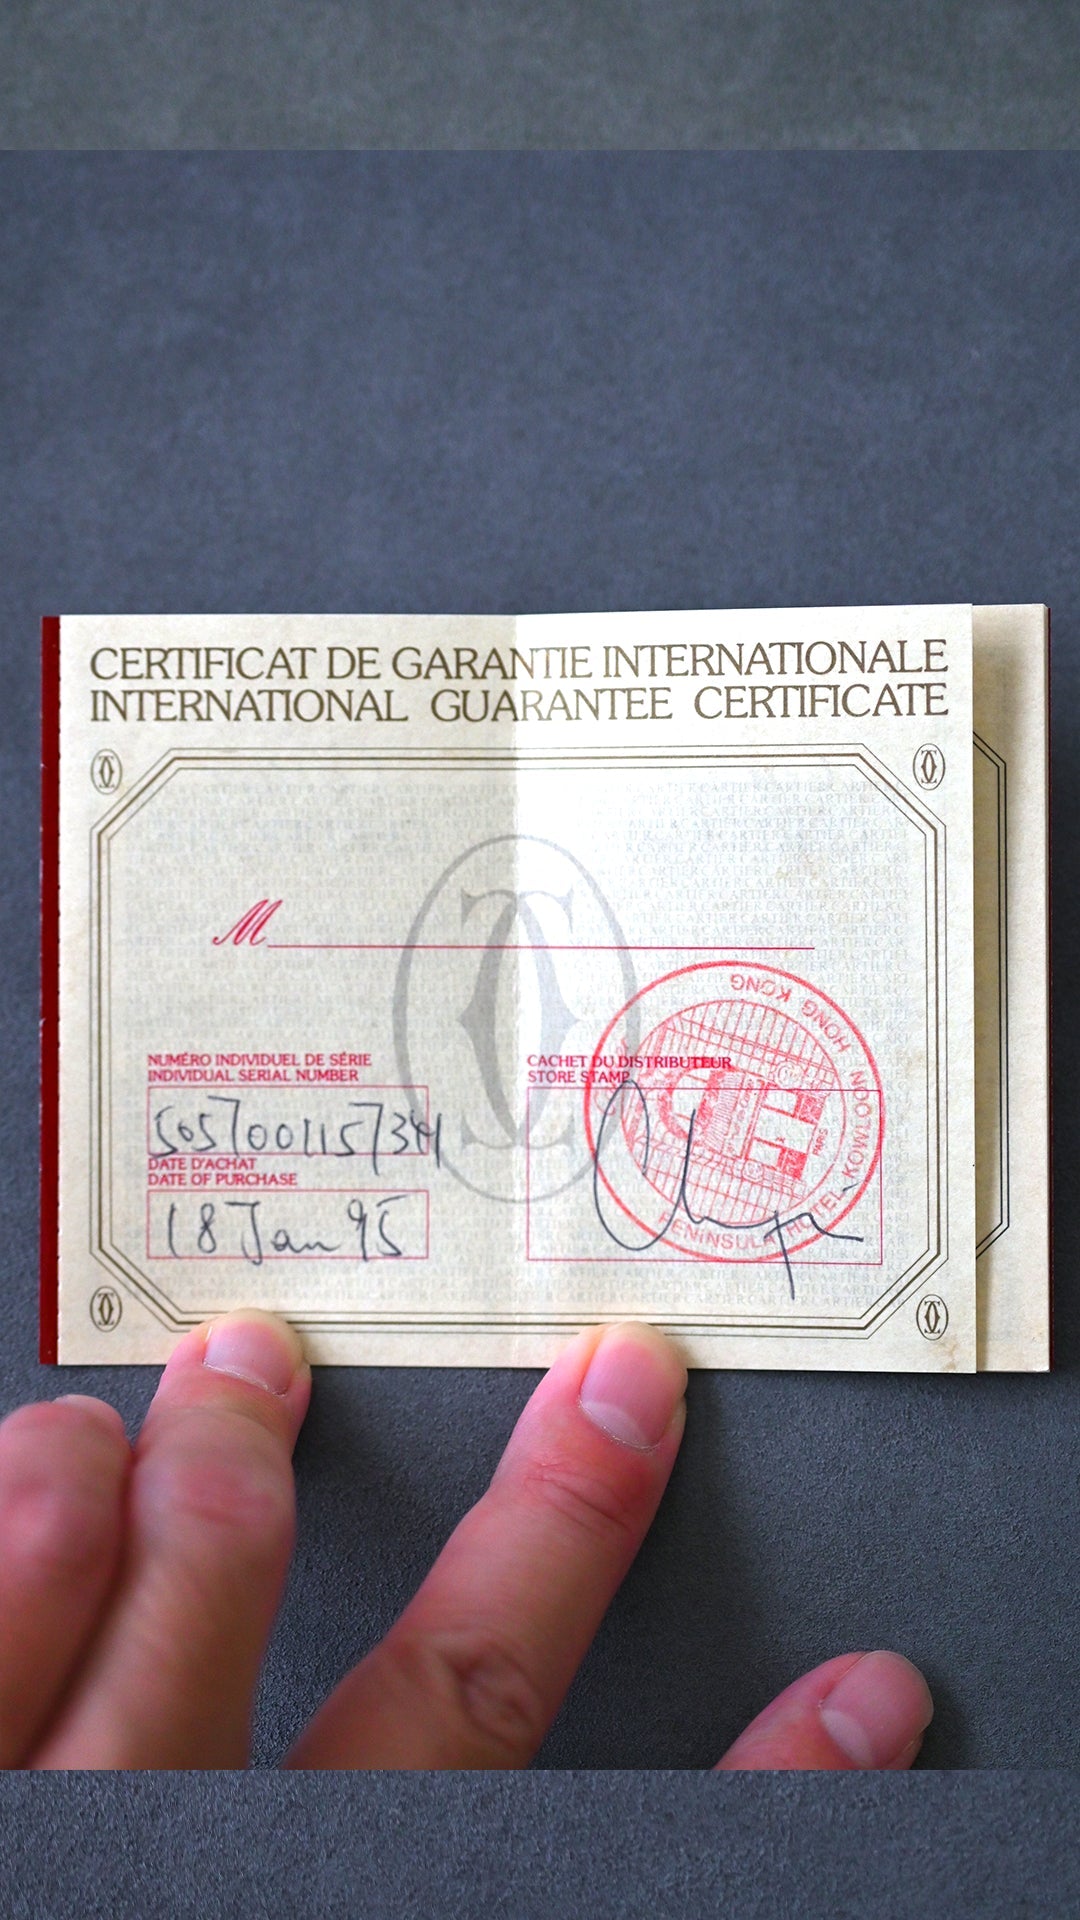 CERTIFICAT DE GARANTIE INTERNATIONALE
INTERNATIONAL GUARANTEE CERTIFICATE
M
NUMÉRO INDIVIDUEL DE SÉRIE
INDIVIDUAL SERIAL NUMBER
DATE D'ACHAT
DATE OF PURCHASE
18 Jan 95
CACHET DU DISTRIBUTEUR
STORE STAMP
PENINSULA HOTEL, KOWLOON HONG KONG
PARIS